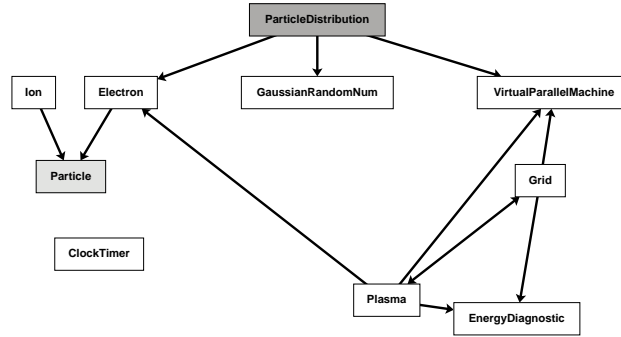 ParticleDistribution
Ion
Electron
GaussianRandomNum
VirtualParallelMachine
Particle
Grid
ClockTimer
Plasma
EnergyDiagnostic